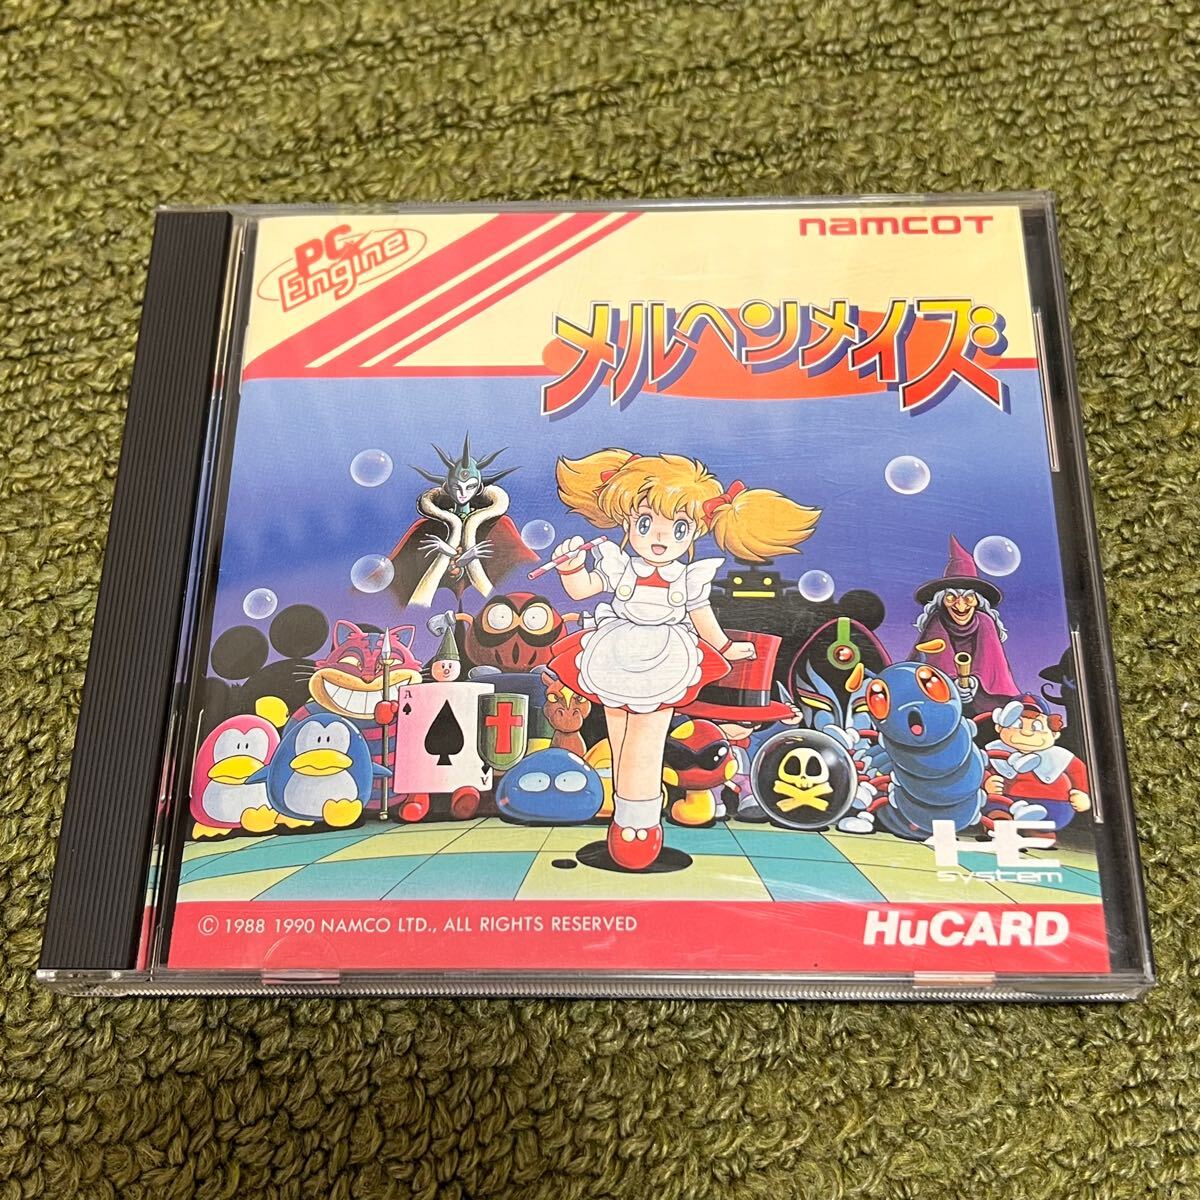 PC Engine
namcoT
メルヘンメイズ
A
A
HE
system
© 1988 1990 NAMCO LTD., ALL RIGHTS RESERVED
HuCARD